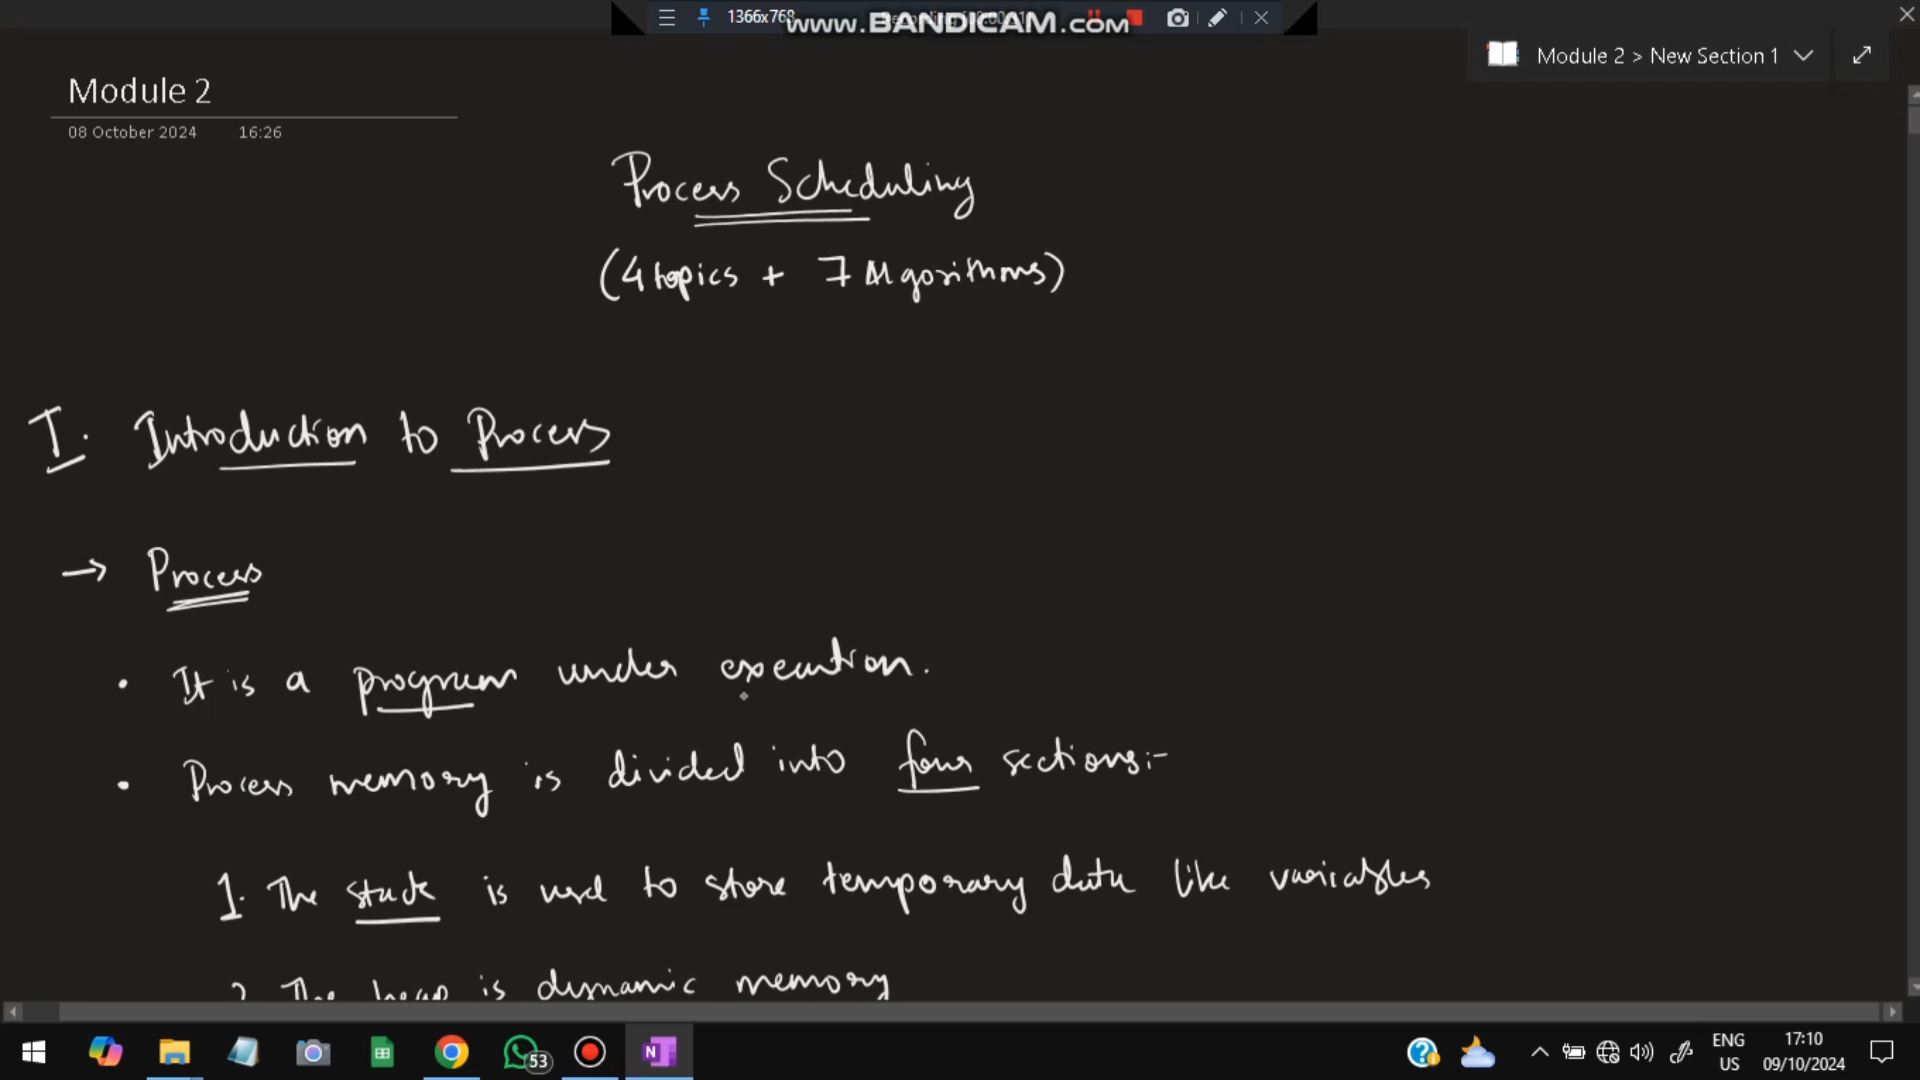 1366x768
www.BANDICAM.com
Module 2 > New Section 1
Module 2
08 October 2024 16:26
Process Scheduling
(4 topics + 7 Algorithms)
I. Introduction to Process
→ Process
• It is a program under execution.
• Process memory is divided into four sections:-
1. The stack is used to store temporary data like variables
2. The heap is dynamic memory
53
ENG
US
17:10
09/10/2024